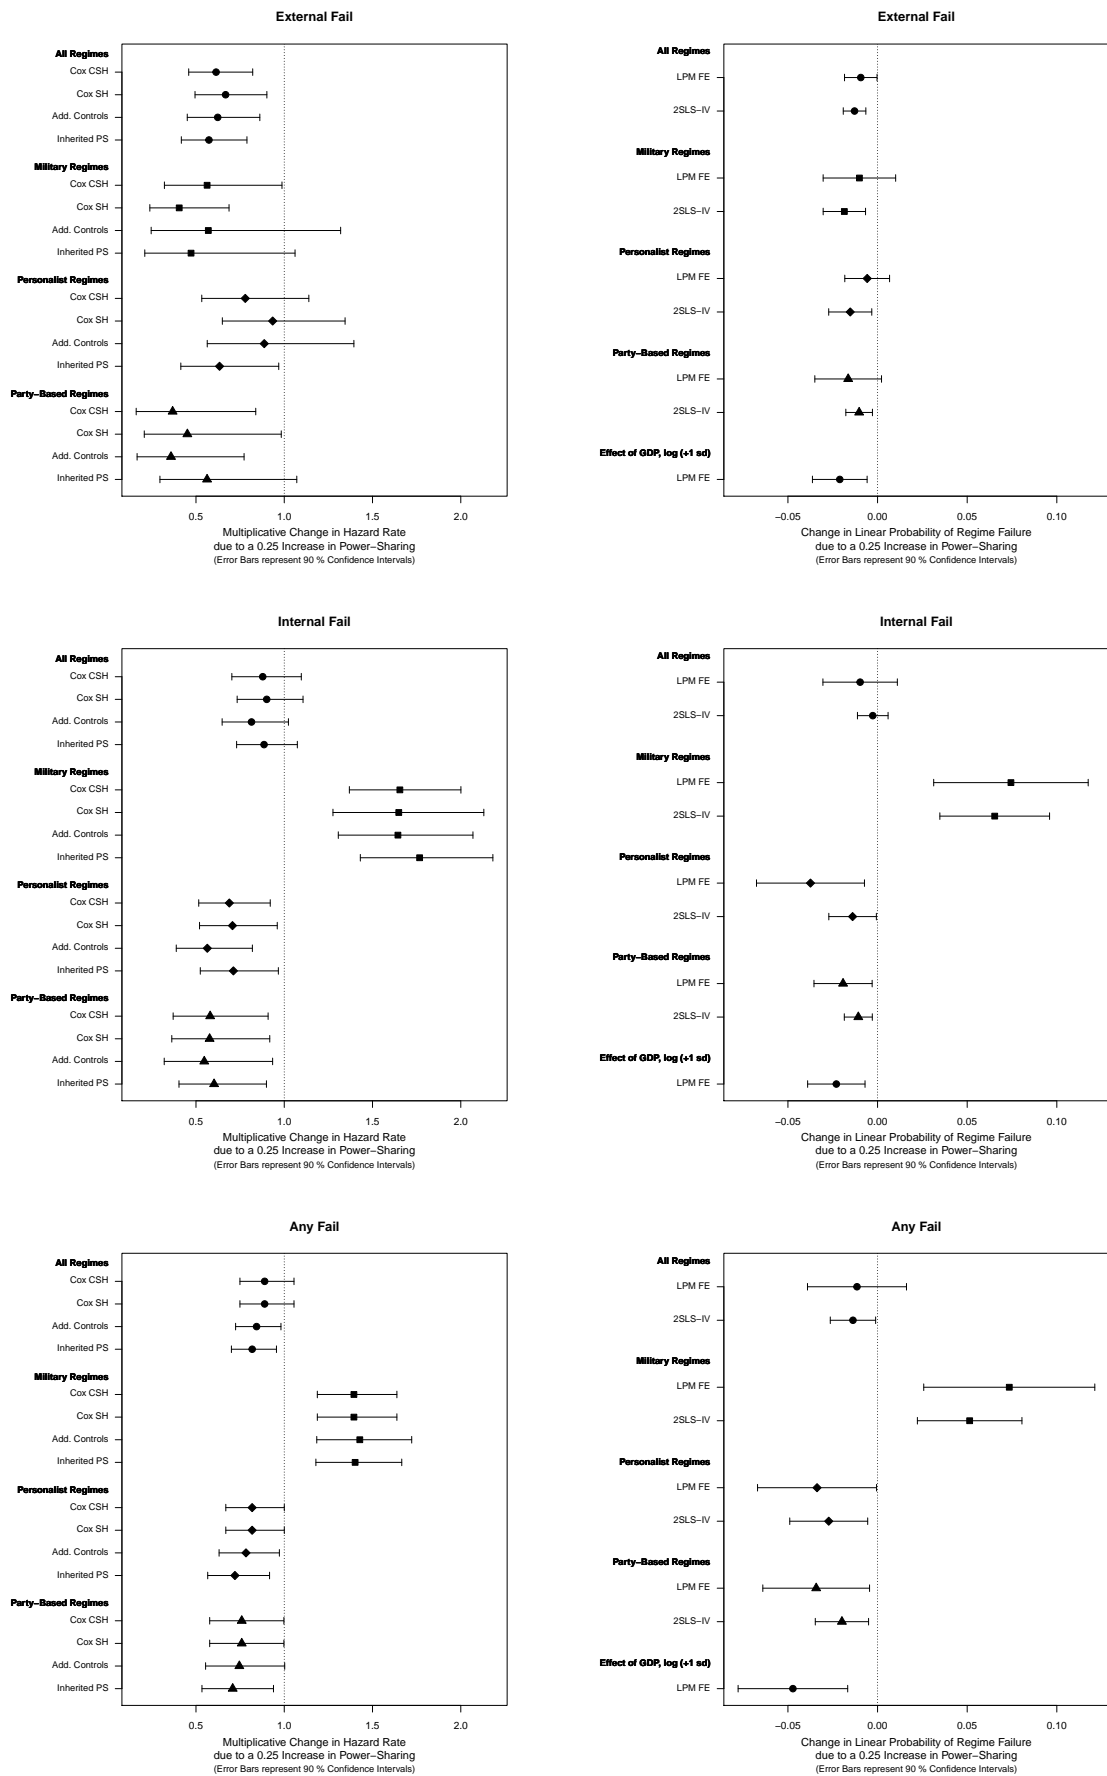 External Fail
All Regimes
Cox CSH
Cox SH
Add. Controls
Inherited PS
Military Regimes
Cox CSH
Cox SH
Add. Controls
Inherited PS
Personalist Regimes
Cox CSH
Cox SH
Add. Controls
Inherited PS
Party−Based Regimes
Cox CSH
Cox SH
Add. Controls
Inherited PS
0.5 1.0 1.5 2.0
Multiplicative Change in Hazard Rate
due to a 0.25 Increase in Power−Sharing
(Error Bars represent 90 % Confidence Intervals)
External Fail
All Regimes
LPM FE
2SLS−IV
Military Regimes
LPM FE
2SLS−IV
Personalist Regimes
LPM FE
2SLS−IV
Party−Based Regimes
LPM FE
2SLS−IV
Effect of GDP, log (+1 sd)
LPM FE
−0.05 0.00 0.05 0.10
Change in Linear Probability of Regime Failure
due to a 0.25 Increase in Power−Sharing
(Error Bars represent 90 % Confidence Intervals)
Internal Fail
All Regimes
Cox CSH
Cox SH
Add. Controls
Inherited PS
Military Regimes
Cox CSH
Cox SH
Add. Controls
Inherited PS
Personalist Regimes
Cox CSH
Cox SH
Add. Controls
Inherited PS
Party−Based Regimes
Cox CSH
Cox SH
Add. Controls
Inherited PS
0.5 1.0 1.5 2.0
Multiplicative Change in Hazard Rate
due to a 0.25 Increase in Power−Sharing
(Error Bars represent 90 % Confidence Intervals)
Internal Fail
All Regimes
LPM FE
2SLS−IV
Military Regimes
LPM FE
2SLS−IV
Personalist Regimes
LPM FE
2SLS−IV
Party−Based Regimes
LPM FE
2SLS−IV
Effect of GDP, log (+1 sd)
LPM FE
−0.05 0.00 0.05 0.10
Change in Linear Probability of Regime Failure
due to a 0.25 Increase in Power−Sharing
(Error Bars represent 90 % Confidence Intervals)
Any Fail
All Regimes
Cox CSH
Cox SH
Add. Controls
Inherited PS
Military Regimes
Cox CSH
Cox SH
Add. Controls
Inherited PS
Personalist Regimes
Cox CSH
Cox SH
Add. Controls
Inherited PS
Party−Based Regimes
Cox CSH
Cox SH
Add. Controls
Inherited PS
0.5 1.0 1.5 2.0
Multiplicative Change in Hazard Rate
due to a 0.25 Increase in Power−Sharing
(Error Bars represent 90 % Confidence Intervals)
Any Fail
All Regimes
LPM FE
2SLS−IV
Military Regimes
LPM FE
2SLS−IV
Personalist Regimes
LPM FE
2SLS−IV
Party−Based Regimes
LPM FE
2SLS−IV
Effect of GDP, log (+1 sd)
LPM FE
−0.05 0.00 0.05 0.10
Change in Linear Probability of Regime Failure
due to a 0.25 Increase in Power−Sharing
(Error Bars represent 90 % Confidence Intervals)